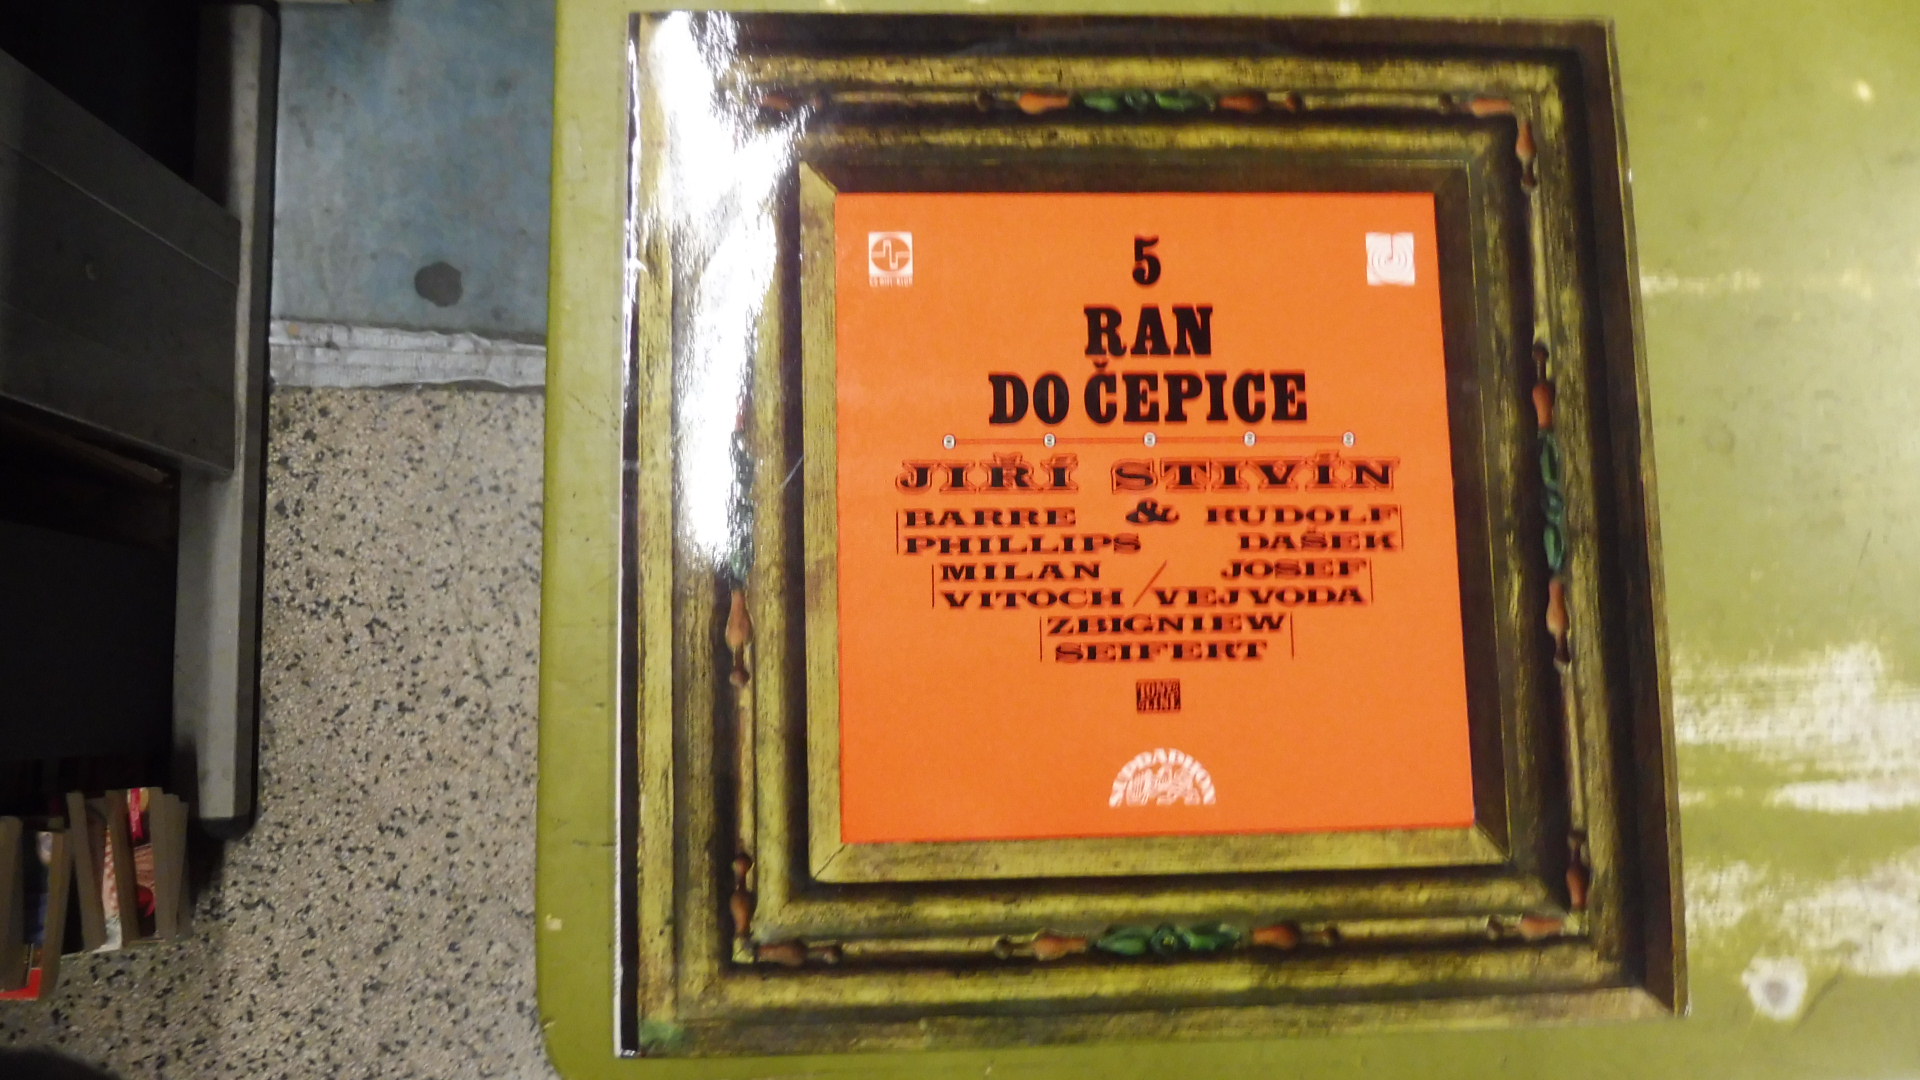 5
RAN
DO ČEPICE
JIŘÍ STIVÍN
BARRE & RUDOLF
PHILLIPS DAŠEK
MILAN / JOSEF
VITOCH / VEJVODA
ZBIGNIEW
SEIFERT
SUPRAPHON